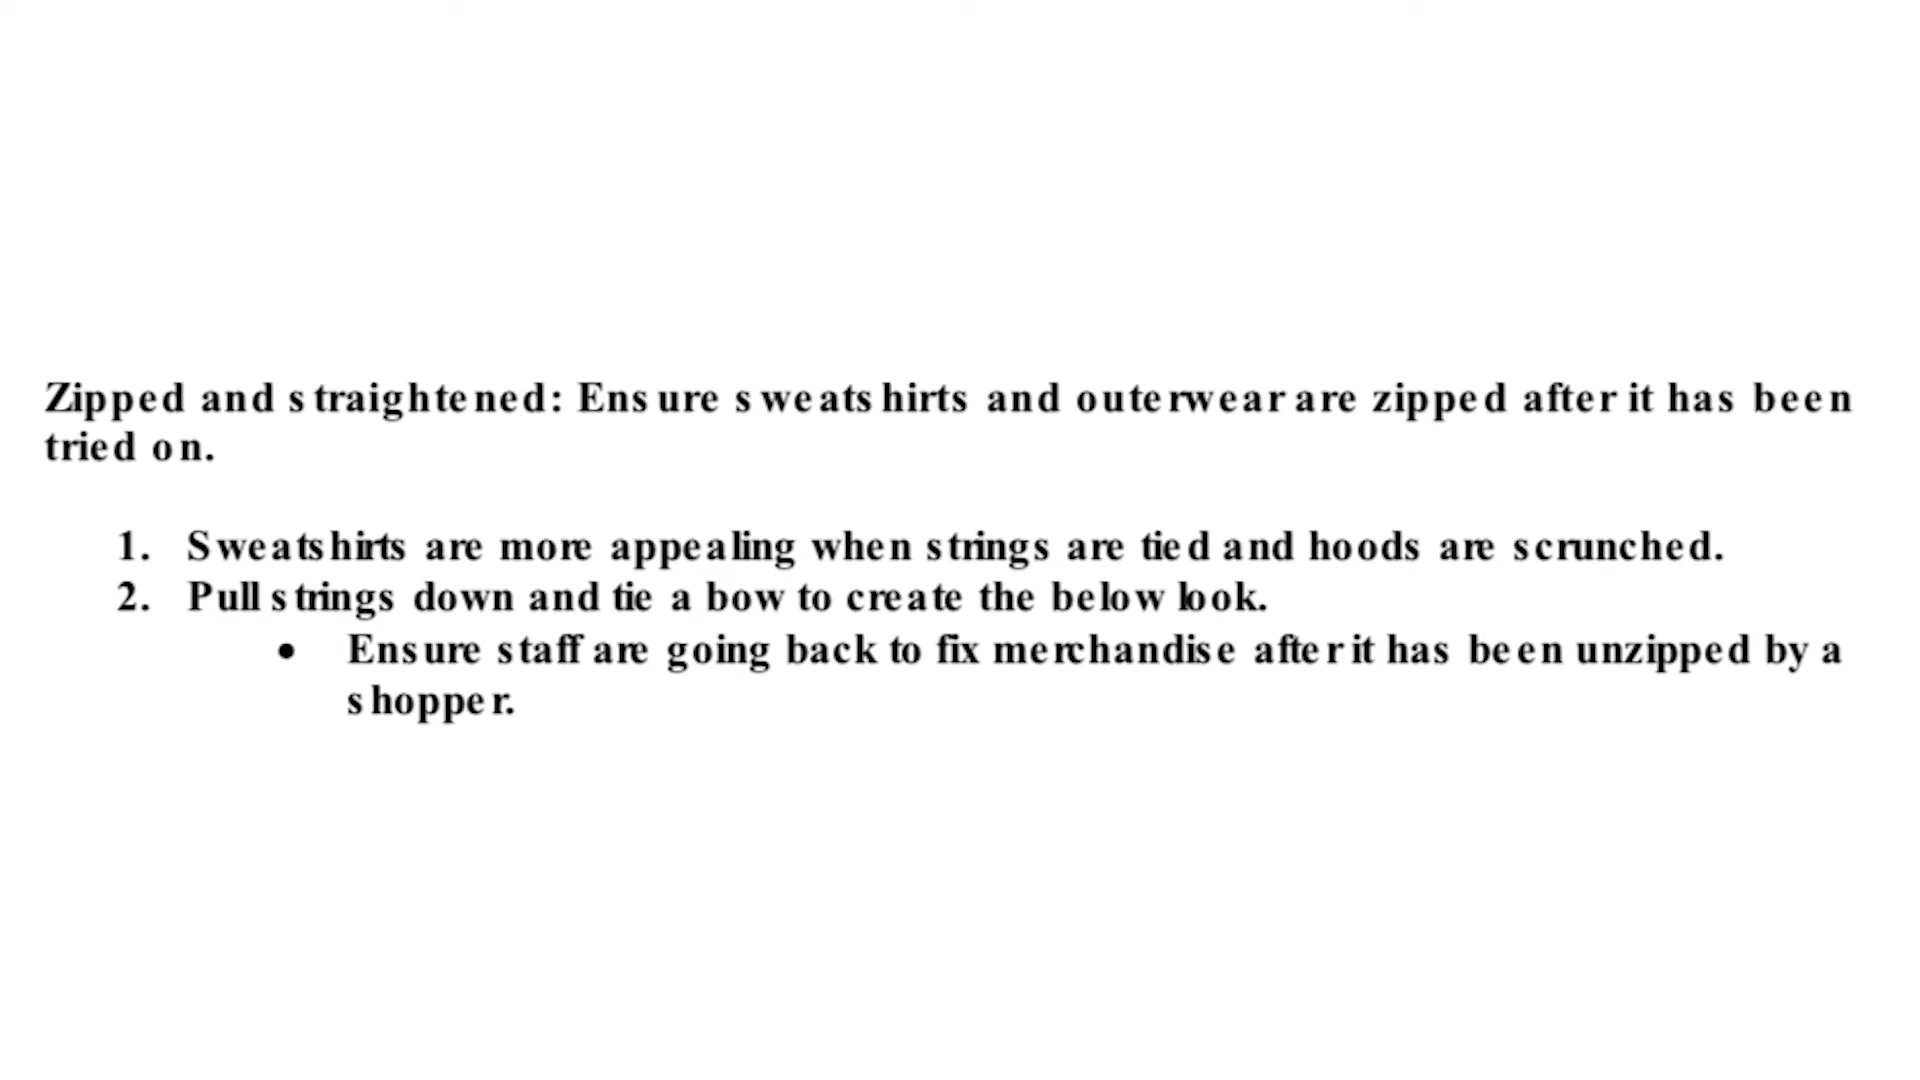 Zipped and straightened: Ensure sweatshirts and outerwear are zipped after it has been
tried on.
1. Sweatshirts are more appealing when strings are tied and hoods are scrunched.
2. Pull strings down and tie a bow to create the below look.
• Ensure staff are going back to fix merchandise after it has been unzipped by a
shopper.